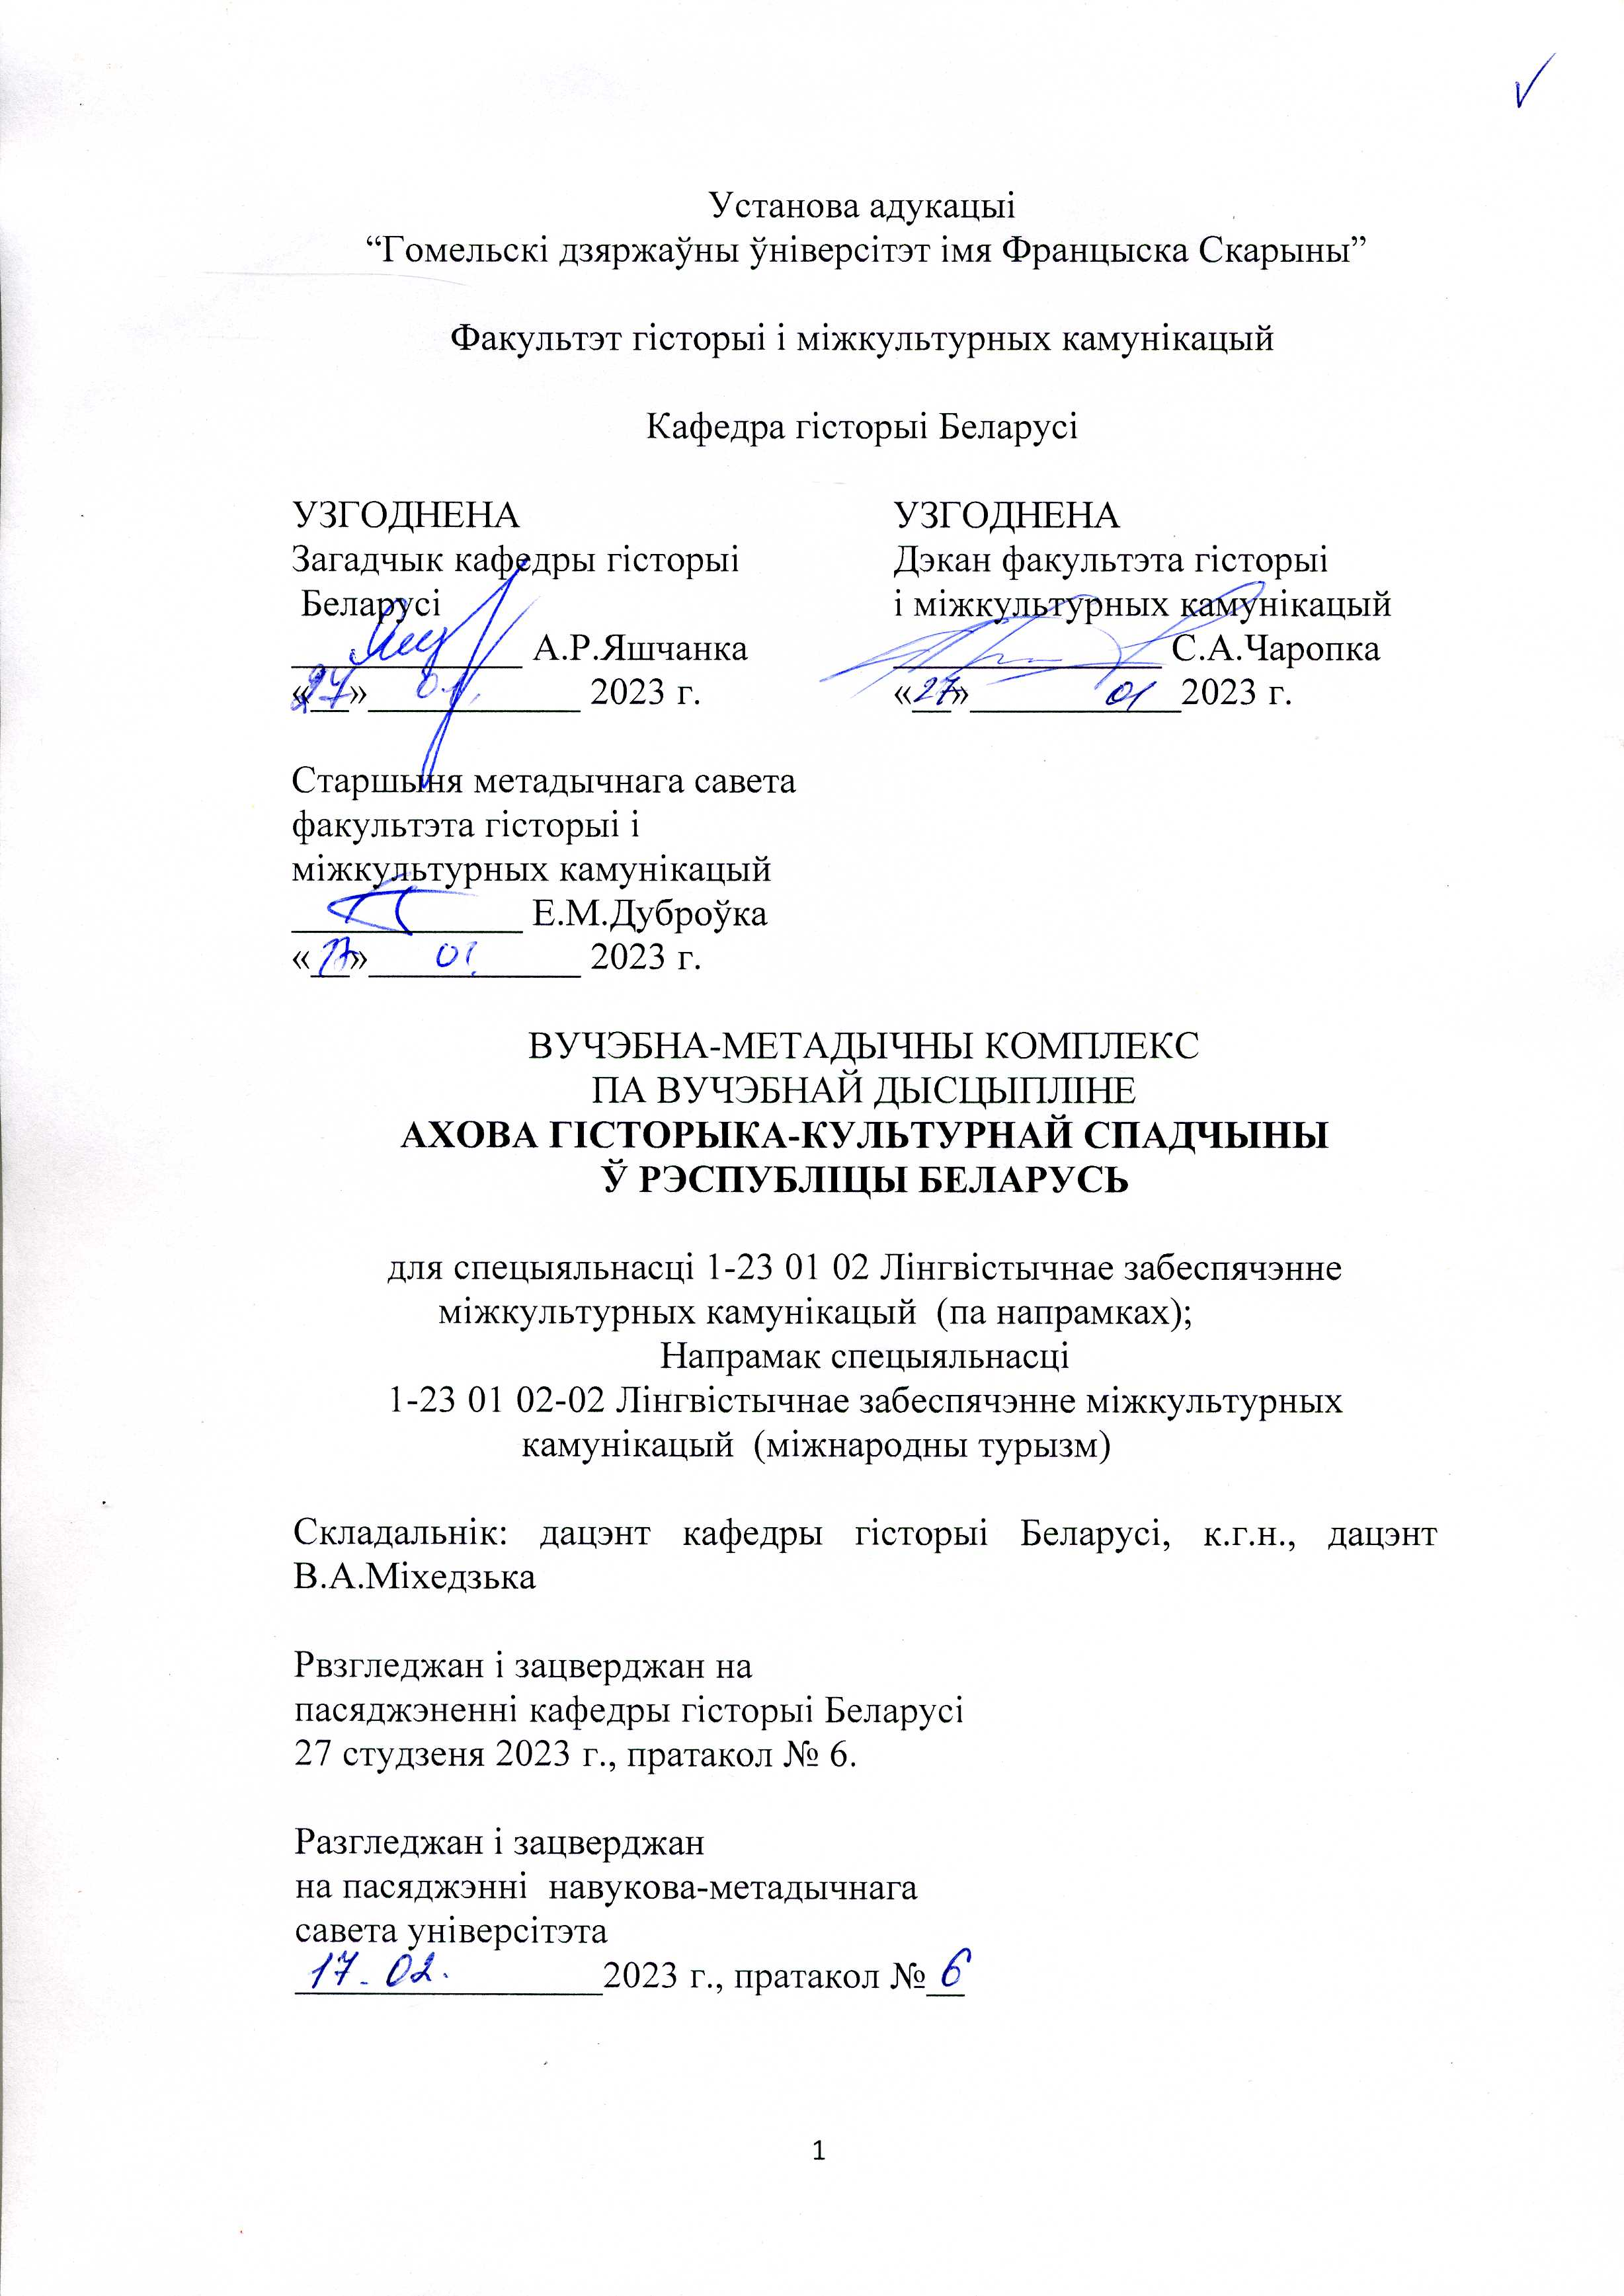 Установа адукацыі
“Гомельскі дзяржаўны ўніверсітэт імя Францыска Скарыны”
Факультэт гісторыі і міжкультурных камунікацый
Кафедра гісторыі Беларусі
УЗГОДНЕНА
Загадчык кафедры гісторыі
Беларусі
______________ А.Р.Яшчанка
«27» 01. 2023 г.
УЗГОДНЕНА
Дэкан факультэта гісторыі
і міжкультурных камунікацый
______________ С.А.Чаропка
«27» 01 2023 г.
Старшыня метадычнага савета
факультэта гісторыі і
міжкультурных камунікацый
____________ Е.М.Дуброўка
«27» 01. 2023 г.
ВУЧЭБНА-МЕТАДЫЧНЫ КОМПЛЕКС
ПА ВУЧЭБНАЙ ДЫСЦЫПЛІНЕ
АХОВА ГІСТОРЫКА-КУЛЬТУРНАЙ СПАДЧЫНЫ
Ў РЭСПУБЛІЦЫ БЕЛАРУСЬ
для спецыяльнасці 1-23 01 02 Лінгвістычнае забеспячэнне
міжкультурных камунікацый (па напрамках);
Напрамак спецыяльнасці
1-23 01 02-02 Лінгвістычнае забеспячэнне міжкультурных
камунікацый (міжнародны турызм)
Складальнік: дацэнт кафедры гісторыі Беларусі, к.г.н., дацэнт
В.А.Міхедзька
Рвзгледжан і зацверджан на
пасяджэненні кафедры гісторыі Беларусі
27 студзеня 2023 г., пратакол № 6.
Разгледжан і зацверджан
на пасяджэнні навукова-метадычнага
савета універсітэта
17.02. 2023 г., пратакол № 6
1